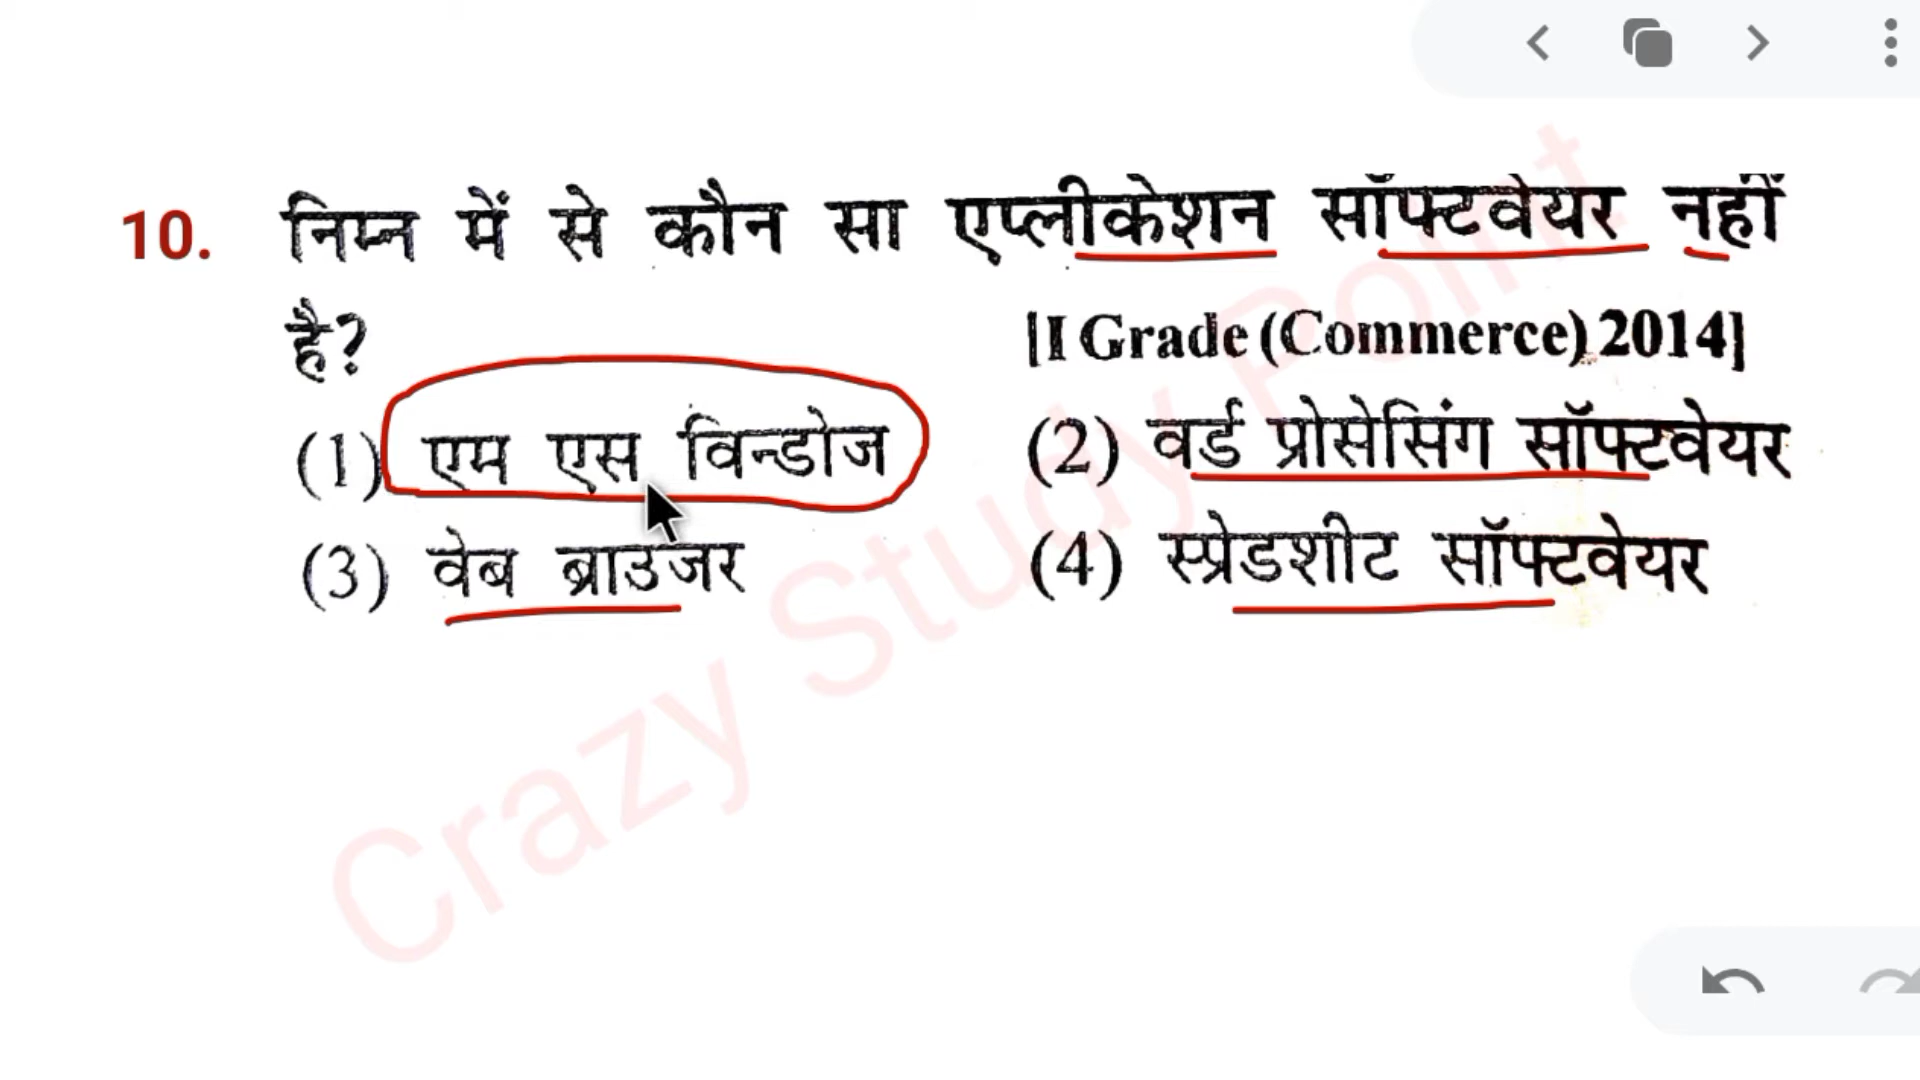 10. निम्न में से कौन सा एप्लीकेशन सॉफ्टवेयर नहीं
है? [I Grade (Commerce) 2014]
(1) एम एस विन्डोज (2) वर्ड प्रोसेसिंग सॉफ्टवेयर
(3) वेब ब्राउजर (4) स्प्रेडशीट सॉफ्टवेयर
Crazy Study Point